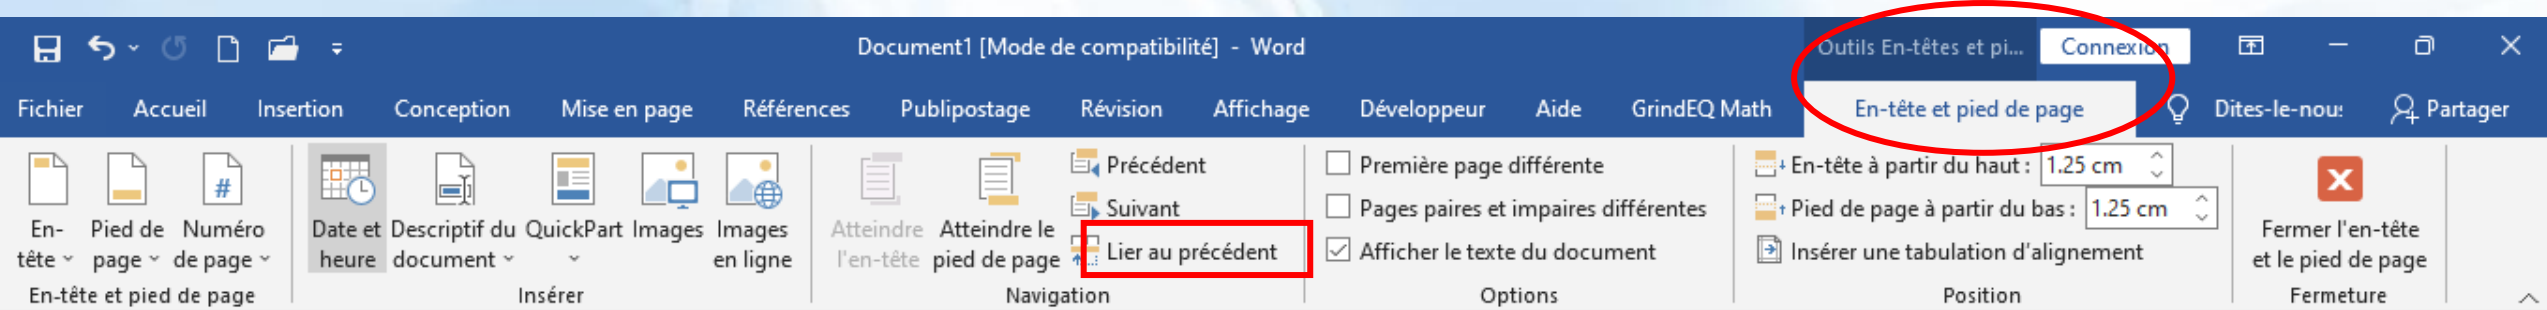 Document1 [Mode de compatibilité] - Word
Outils En-têtes et pi... Connexion
Fichier Accueil Insertion Conception Mise en page Références Publipostage Révision Affichage Développeur Aide GrindEQ Math En-tête et pied de page Dites-le-nou: Partager
En-tête
Pied de page
Numéro de page
En-tête et pied de page
Date et heure
Descriptif du document
QuickPart
Images
Images en ligne
Insérer
Atteindre l'en-tête
Atteindre le pied de page
Précédent
Suivant
Lier au précédent
Navigation
Première page différente
Pages paires et impaires différentes
Afficher le texte du document
Options
En-tête à partir du haut : 1.25 cm
Pied de page à partir du bas : 1.25 cm
Insérer une tabulation d'alignement
Position
Fermer l'en-tête
et le pied de page
Fermeture